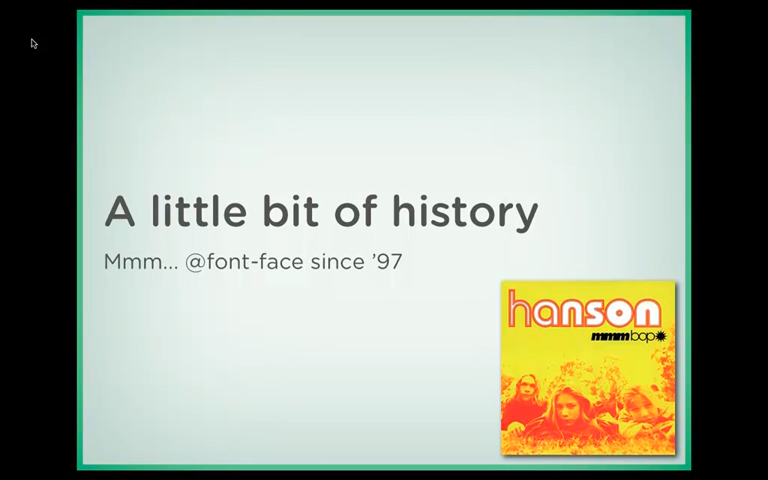 A little bit of history
Mmm... @font-face since ’97
hanson
mmmbop